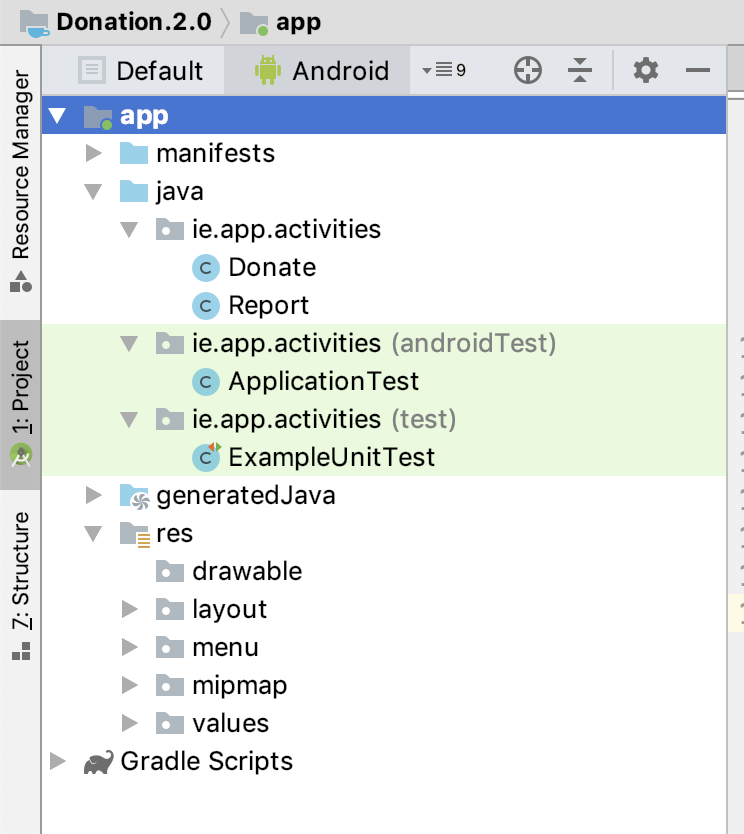 Donation.2.0 app
Default Android 9
Resource Manager
1: Project
7: Structure
app
manifests
java
ie.app.activities
Donate
Report
ie.app.activities (androidTest)
ApplicationTest
ie.app.activities (test)
ExampleUnitTest
generatedJava
res
drawable
layout
menu
mipmap
values
Gradle Scripts